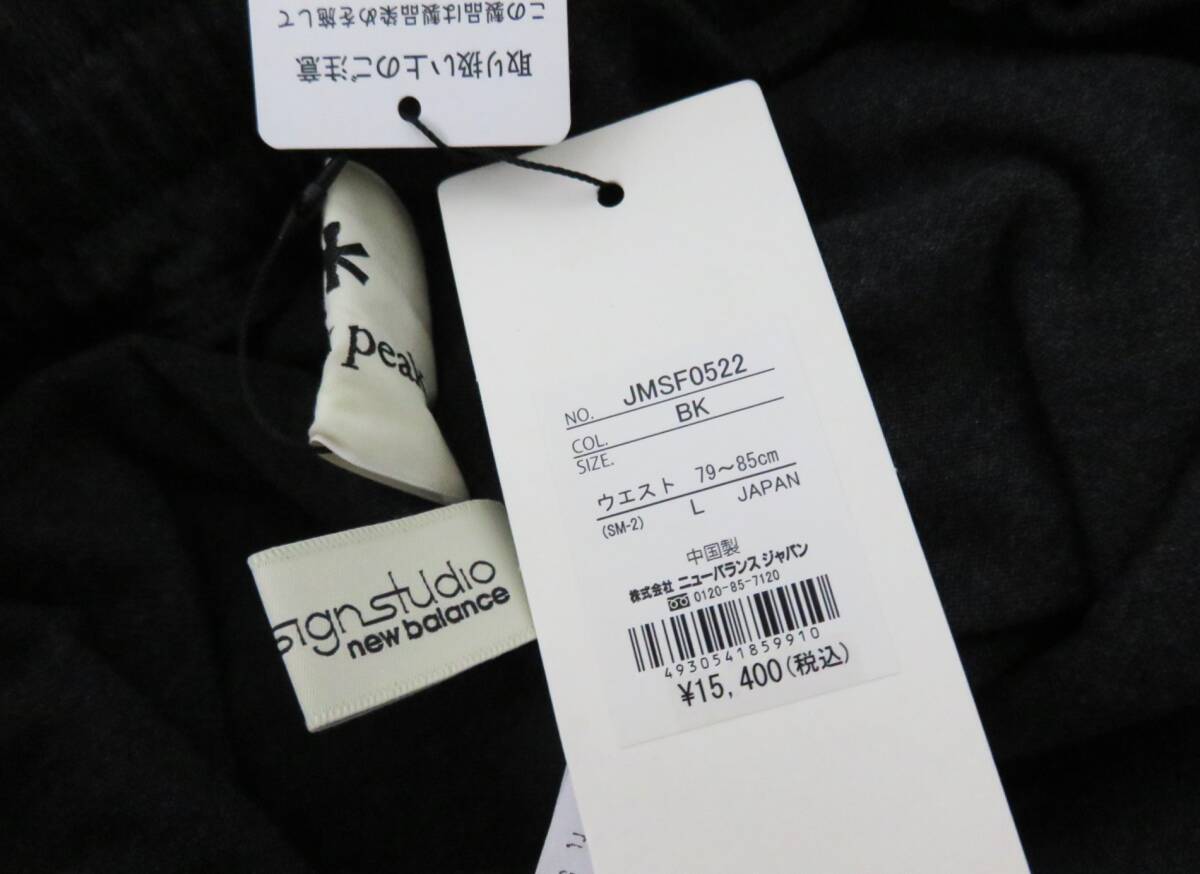 取り扱い上のご注意
この製品は製品染めを施して
peak
sign studio
new balance
NO. JMSF0522
COL. BK
SIZE.
ウエスト 79～85cm
(SM-2) L JAPAN
中国製
株式会社 ニューバランス ジャパン
0120-85-7120
4930541859910
¥15,400(税込)